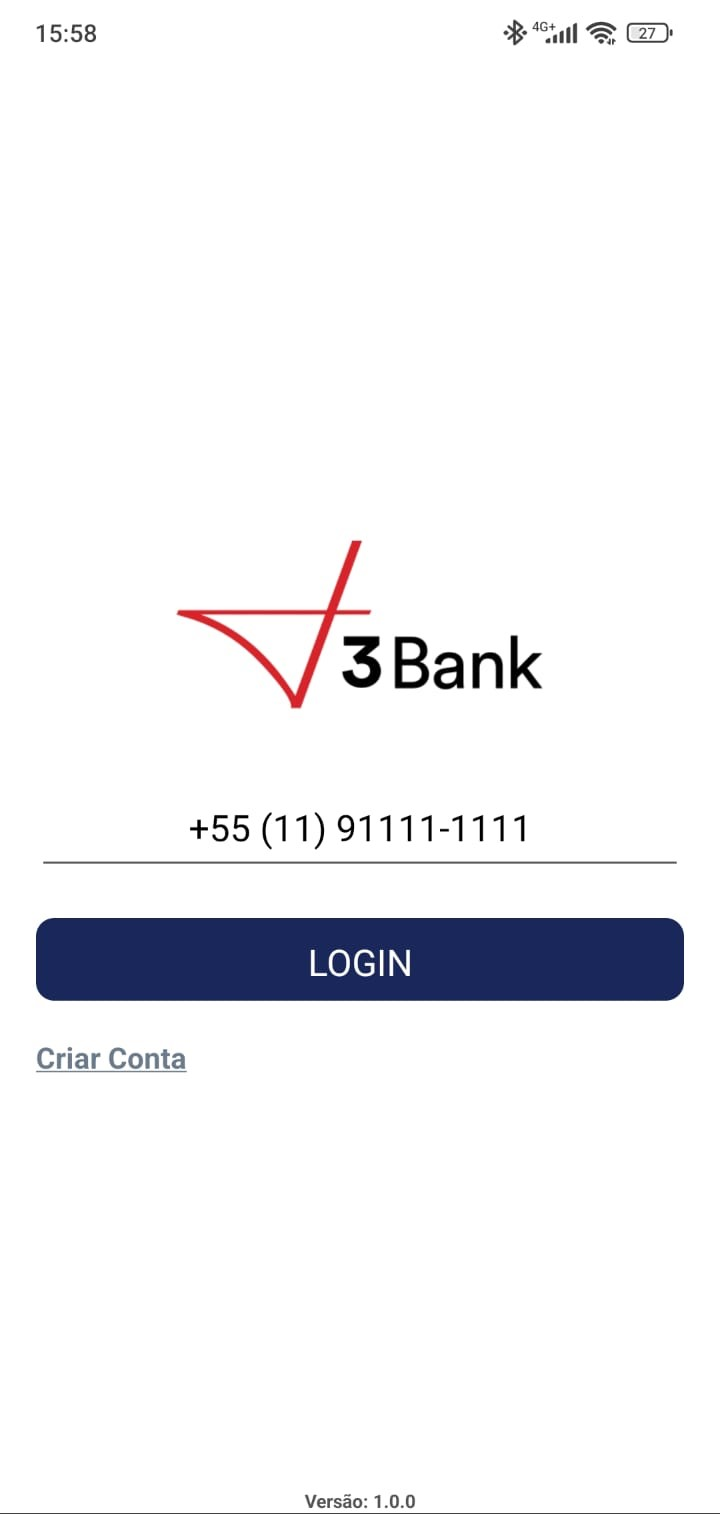 15:58
4G+
27
3 Bank
+55 (11) 91111-1111
LOGIN
Criar Conta
Versão: 1.0.0